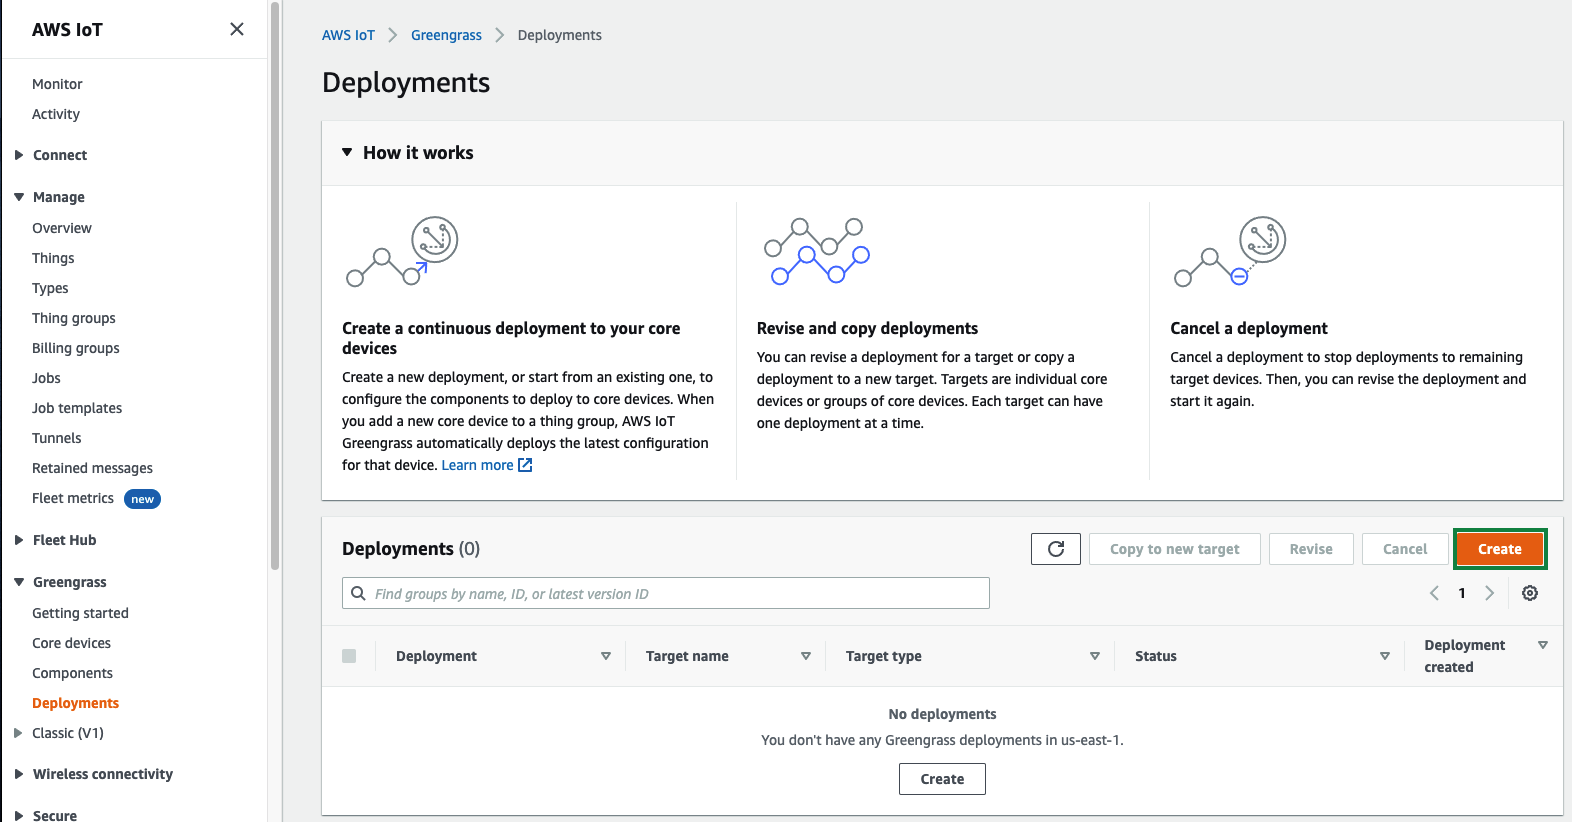 AWS IoT
Monitor
Activity
Connect
Manage
Overview
Things
Types
Thing groups
Billing groups
Jobs
Job templates
Tunnels
Retained messages
Fleet metrics new
Fleet Hub
Greengrass
Getting started
Core devices
Components
Deployments
Classic (V1)
Wireless connectivity
Secure
AWS IoT > Greengrass > Deployments
Deployments
How it works
Create a continuous deployment to your core
devices
Create a new deployment, or start from an existing one, to
configure the components to deploy to core devices. When
you add a new core device to a thing group, AWS IoT
Greengrass automatically deploys the latest configuration
for that device. Learn more
Revise and copy deployments
You can revise a deployment for a target or copy a
deployment to a new target. Targets are individual core
devices or groups of core devices. Each target can have
one deployment at a time.
Cancel a deployment
Cancel a deployment to stop deployments to remaining
target devices. Then, you can revise the deployment and
start it again.
Deployments (0)
Copy to new target
Revise
Cancel
Create
Find groups by name, ID, or latest version ID
1
Deployment
Target name
Target type
Status
Deployment
created
No deployments
You don't have any Greengrass deployments in us-east-1.
Create